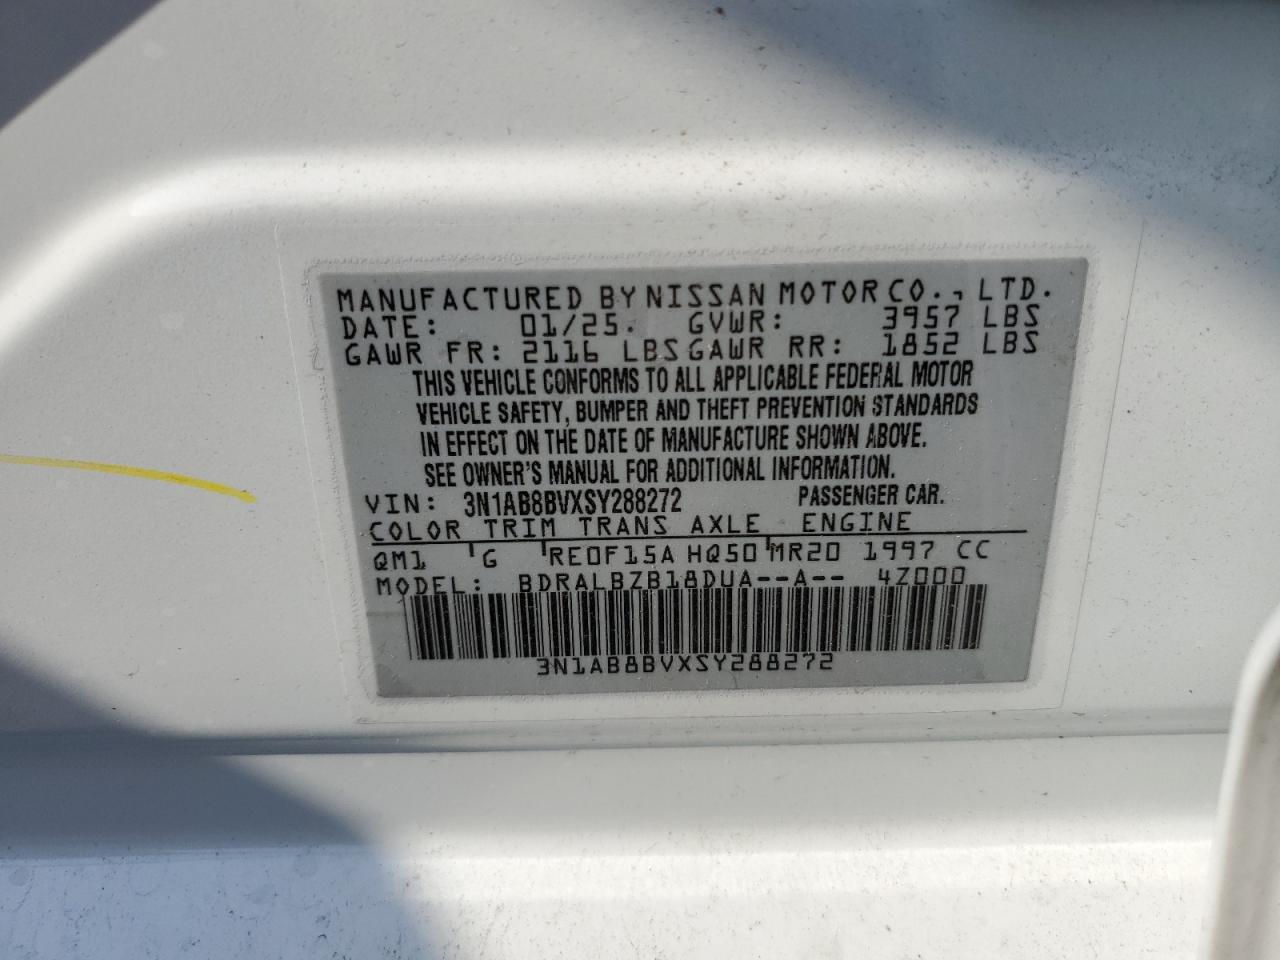 MANUFACTURED BY NISSAN MOTOR CO., LTD.
DATE: 01/25. GVWR: 3957 LBS
GAWR FR: 2116 LBS GAWR RR: 1852 LBS
THIS VEHICLE CONFORMS TO ALL APPLICABLE FEDERAL MOTOR
VEHICLE SAFETY, BUMPER AND THEFT PREVENTION STANDARDS
IN EFFECT ON THE DATE OF MANUFACTURE SHOWN ABOVE.
SEE OWNER'S MANUAL FOR ADDITIONAL INFORMATION.
VIN: 3N1AB8BVXSY288272 PASSENGER CAR.
COLOR TRIM TRANS AXLE ENGINE
QM1 G RE0F15A HQ50 MR20 1997 CC
MODEL: BDRALBZB18DUA--A-- 4Z000
3N1AB8BVXSY288272